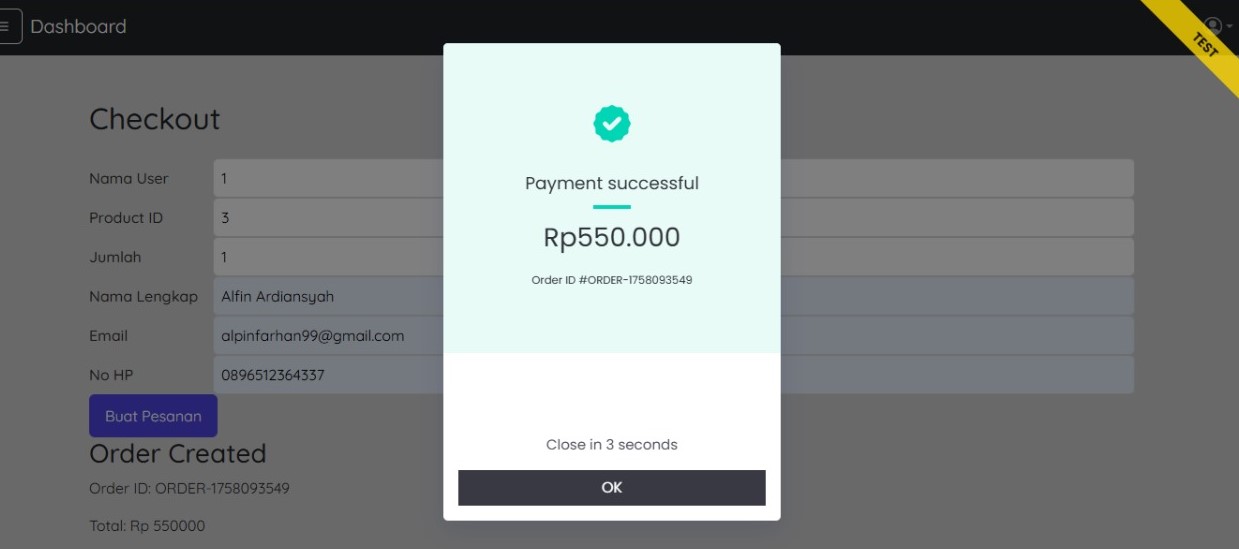 Dashboard
TEST
Checkout
Nama User 1
Product ID 3
Jumlah 1
Nama Lengkap Alfin Ardiansyah
Email alpinfarhan99@gmail.com
No HP 0896512364337
Buat Pesanan
Order Created
Order ID: ORDER-1758093549
Total: Rp 550000
Payment successful
Rp550.000
Order ID #ORDER-1758093549
Close in 3 seconds
OK